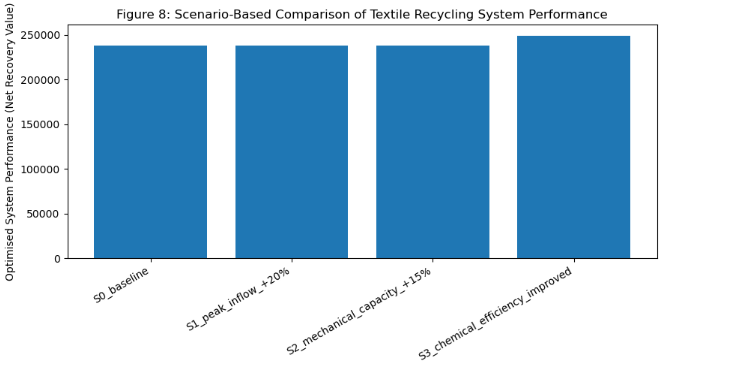 Figure 8: Scenario-Based Comparison of Textile Recycling System Performance
Optimised System Performance (Net Recovery Value)
250000
200000
150000
100000
50000
0
S0_baseline
S1_peak_inflow_+20%
S2_mechanical_capacity_+15%
S3_chemical_efficiency_improved